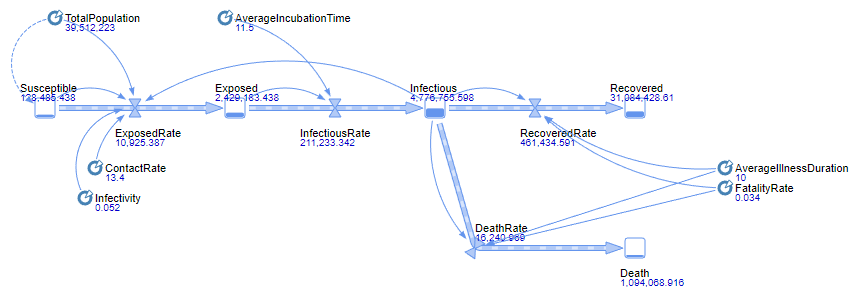 TotalPopulation
39,512,223
AverageIncubationTime
11.5
Susceptible
128,485.438
Exposed
2,429,183.438
Infectious
4,776,755.598
Recovered
31,084,428.61
ExposedRate
10,925.387
InfectiousRate
211,233.342
RecoveredRate
461,434.591
ContactRate
13.4
AverageIllnessDuration
10
Infectivity
0.052
FatalityRate
0.034
DeathRate
16,240.969
Death
1,094,068.916